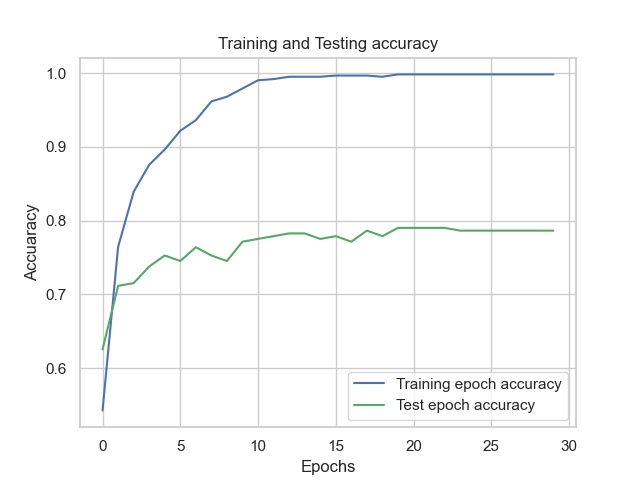 Training and Testing accuracy
1.0
0.9
0.8
0.7
0.6
Accuaracy
0 5 10 15 20 25 30
Epochs
Training epoch accuracy
Test epoch accuracy